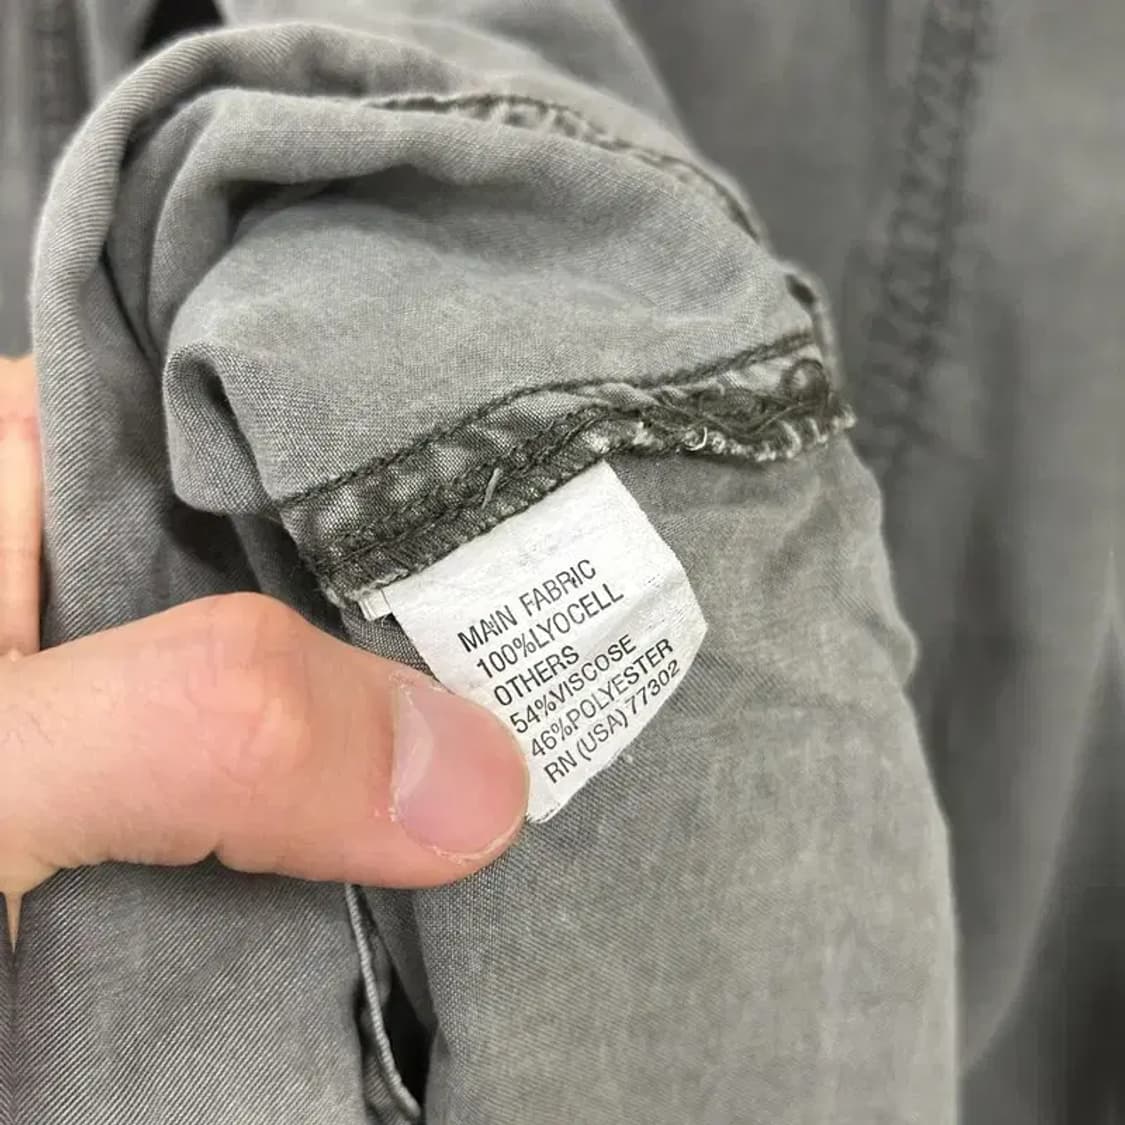 MAIN FABRIC
100%LYOCELL
OTHERS
54%VISCOSE
46%POLYESTER
RN (USA) 77302